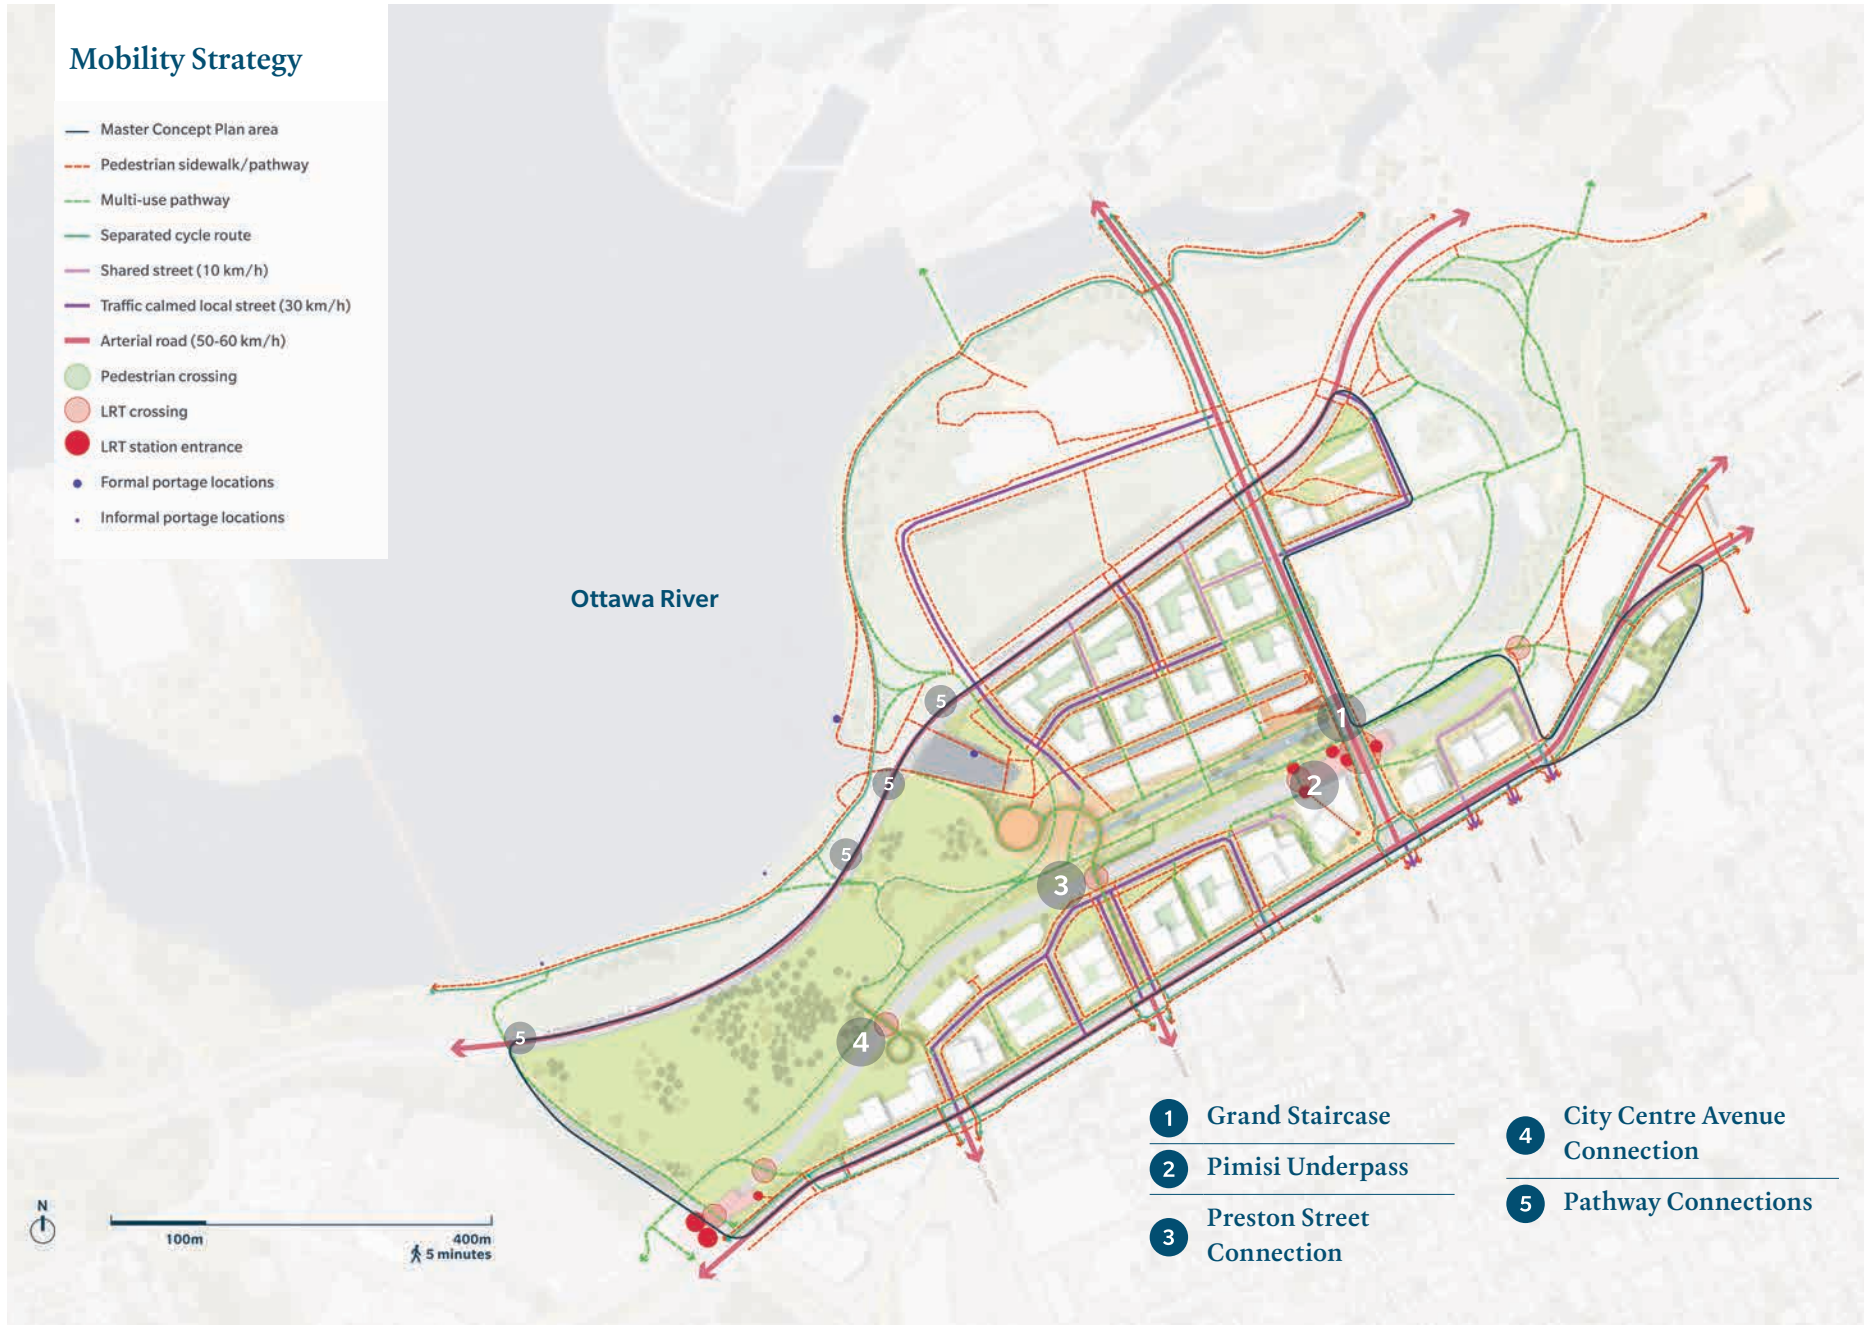 Mobility Strategy
Master Concept Plan area
Pedestrian sidewalk/pathway
Multi-use pathway
Separated cycle route
Shared street (10 km/h)
Traffic calmed local street (30 km/h)
Arterial road (50-60 km/h)
Pedestrian crossing
LRT crossing
LRT station entrance
Formal portage locations
Informal portage locations
Ottawa River
5
1
5
2
5
3
4
5
N
100m
400m
5 minutes
1 Grand Staircase
2 Pimisi Underpass
3 Preston Street
Connection
4 City Centre Avenue
Connection
5 Pathway Connections